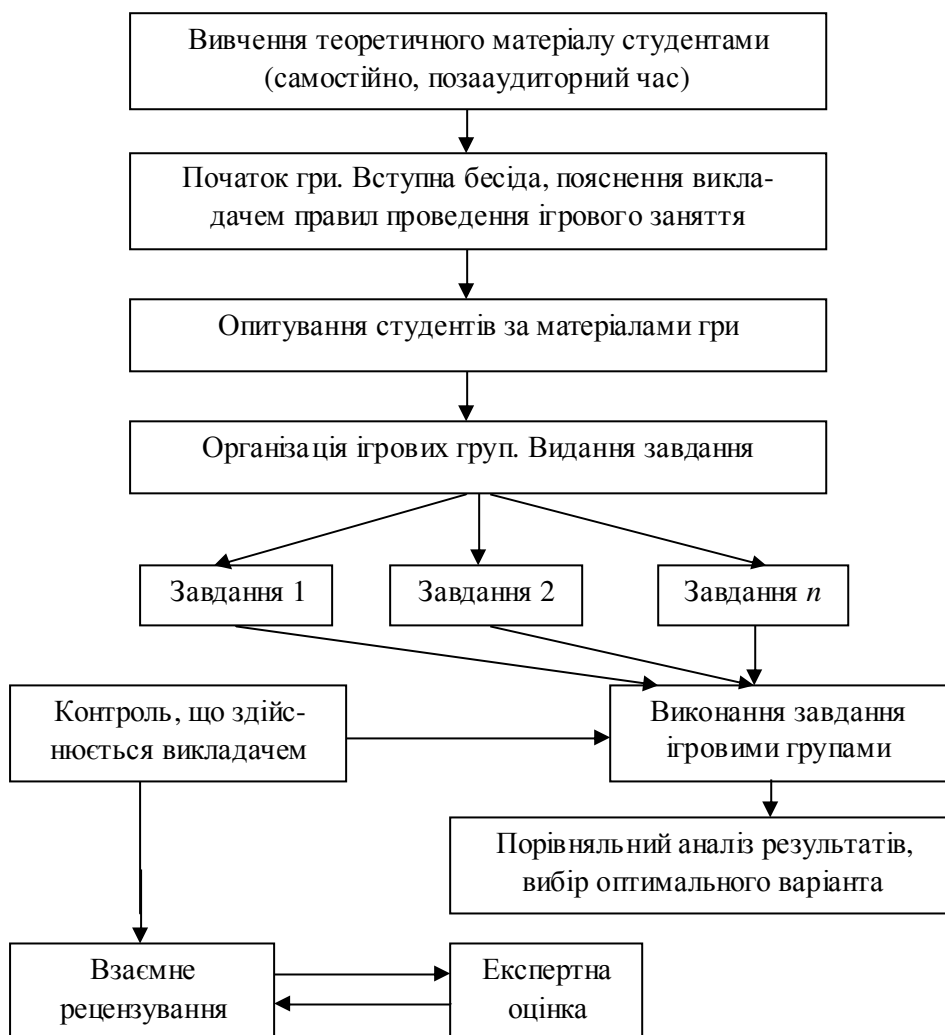 Вивчення теоретичного матеріалу студентами
(самостійно, позааудиторний час)
Початок гри. Вступна бесіда, пояснення викла-
дачем правил проведення ігрового заняття
Опитування студентів за матеріалами гри
Організація ігрових груп. Видання завдання
Завдання 1
Завдання 2
Завдання n
Контроль, що здійс-
нюється викладачем
Виконання завдання
ігровими групами
Порівняльний аналіз результатів,
вибір оптимального варіанта
Взаємне
рецензування
Експертна
оцінка